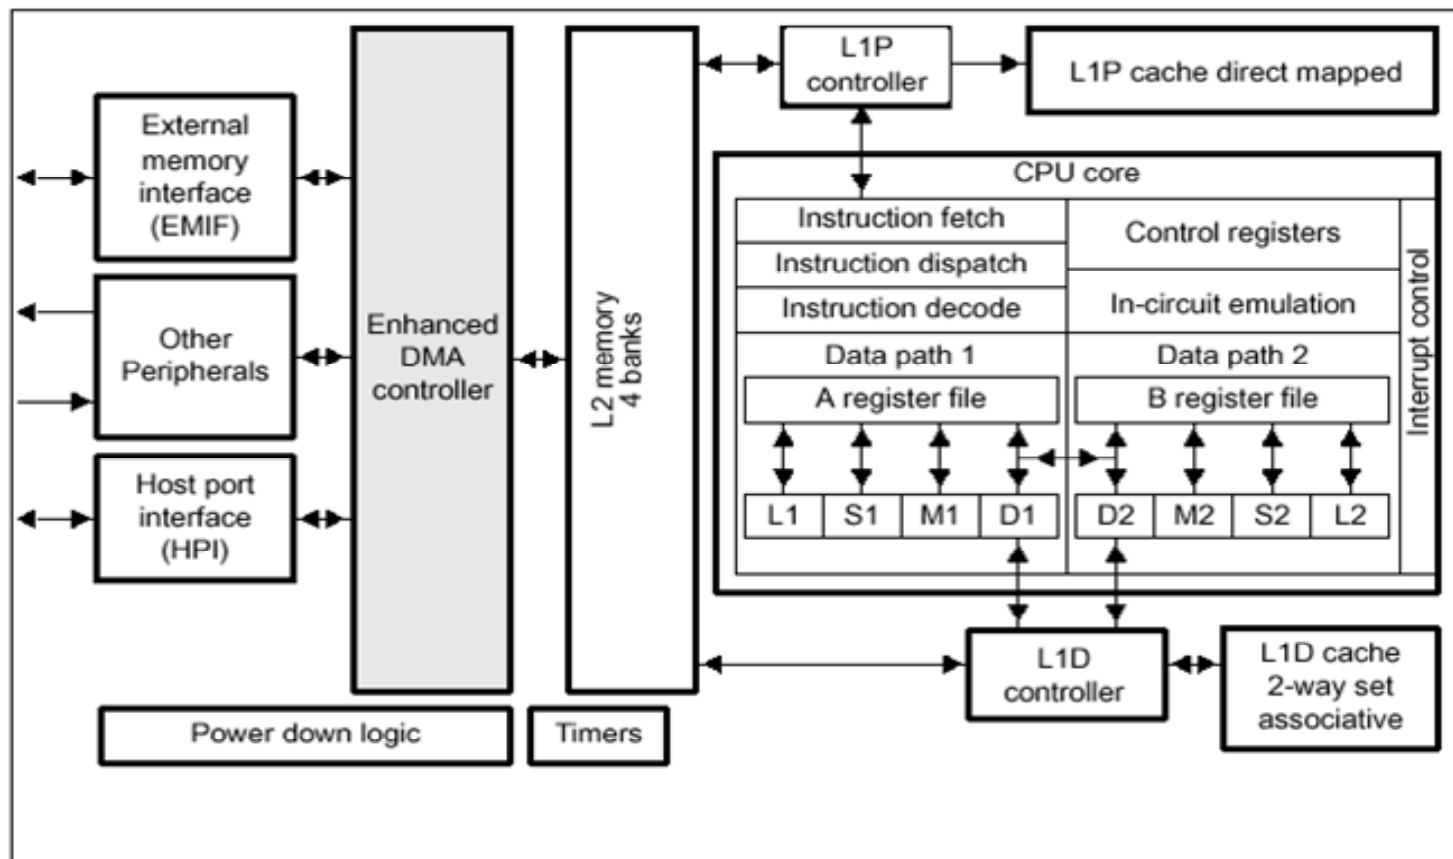 External
memory
interface
(EMIF)
Other
Peripherals
Host port
interface
(HPI)
Enhanced
DMA
controller
L2 memory
4 banks
Power down logic
Timers
L1P
controller
L1P cache direct mapped
CPU core
Instruction fetch
Instruction dispatch
Instruction decode
Control registers
In-circuit emulation
Interrupt control
Data path 1
A register file
L1 S1 M1 D1
Data path 2
B register file
D2 M2 S2 L2
L1D
controller
L1D cache
2-way set
associative